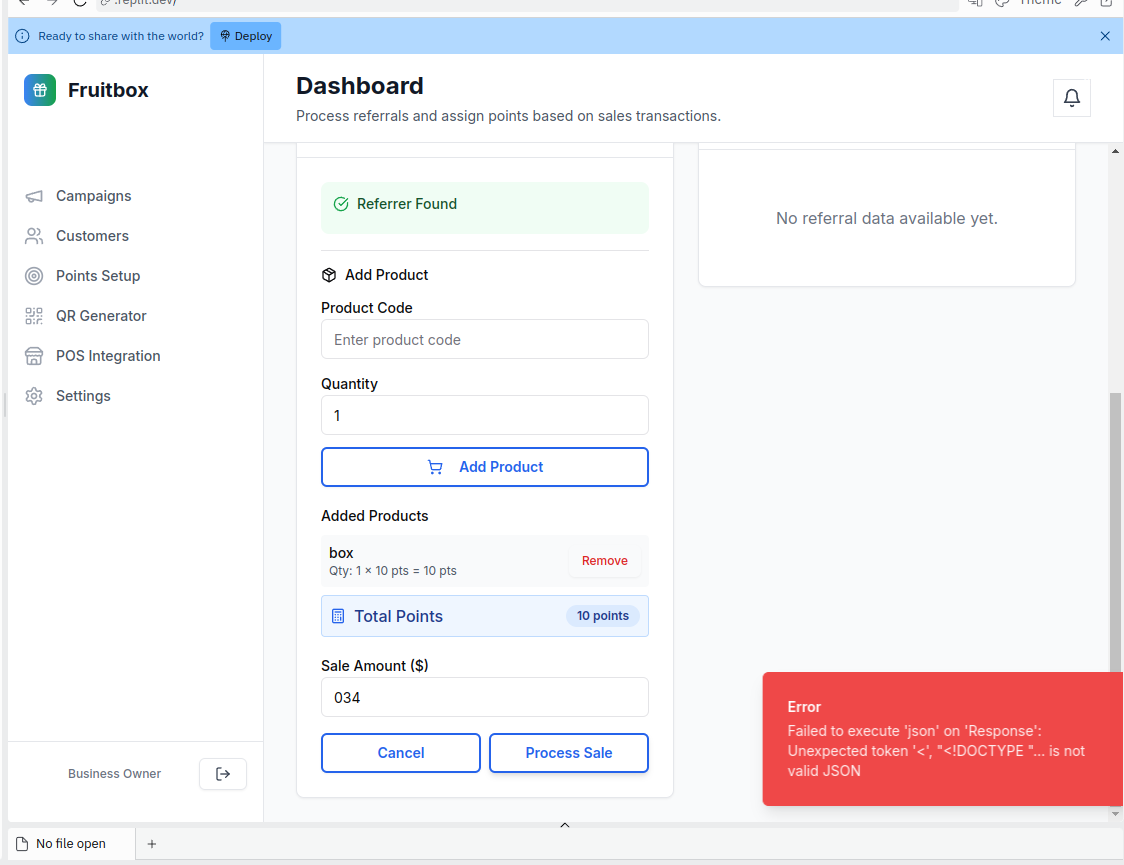 .replit.dev/
Theme
Ready to share with the world?
Deploy
Fruitbox
Dashboard
Process referrals and assign points based on sales transactions.
Campaigns
Customers
Points Setup
QR Generator
POS Integration
Settings
Referrer Found
No referral data available yet.
Add Product
Product Code
Enter product code
Quantity
1
Add Product
Added Products
box
Qty: 1 × 10 pts = 10 pts
Remove
Total Points
10 points
Sale Amount ($)
034
Cancel
Process Sale
Error
Failed to execute 'json' on 'Response':
Unexpected token '<', "<!DOCTYPE "... is not
valid JSON
Business Owner
No file open